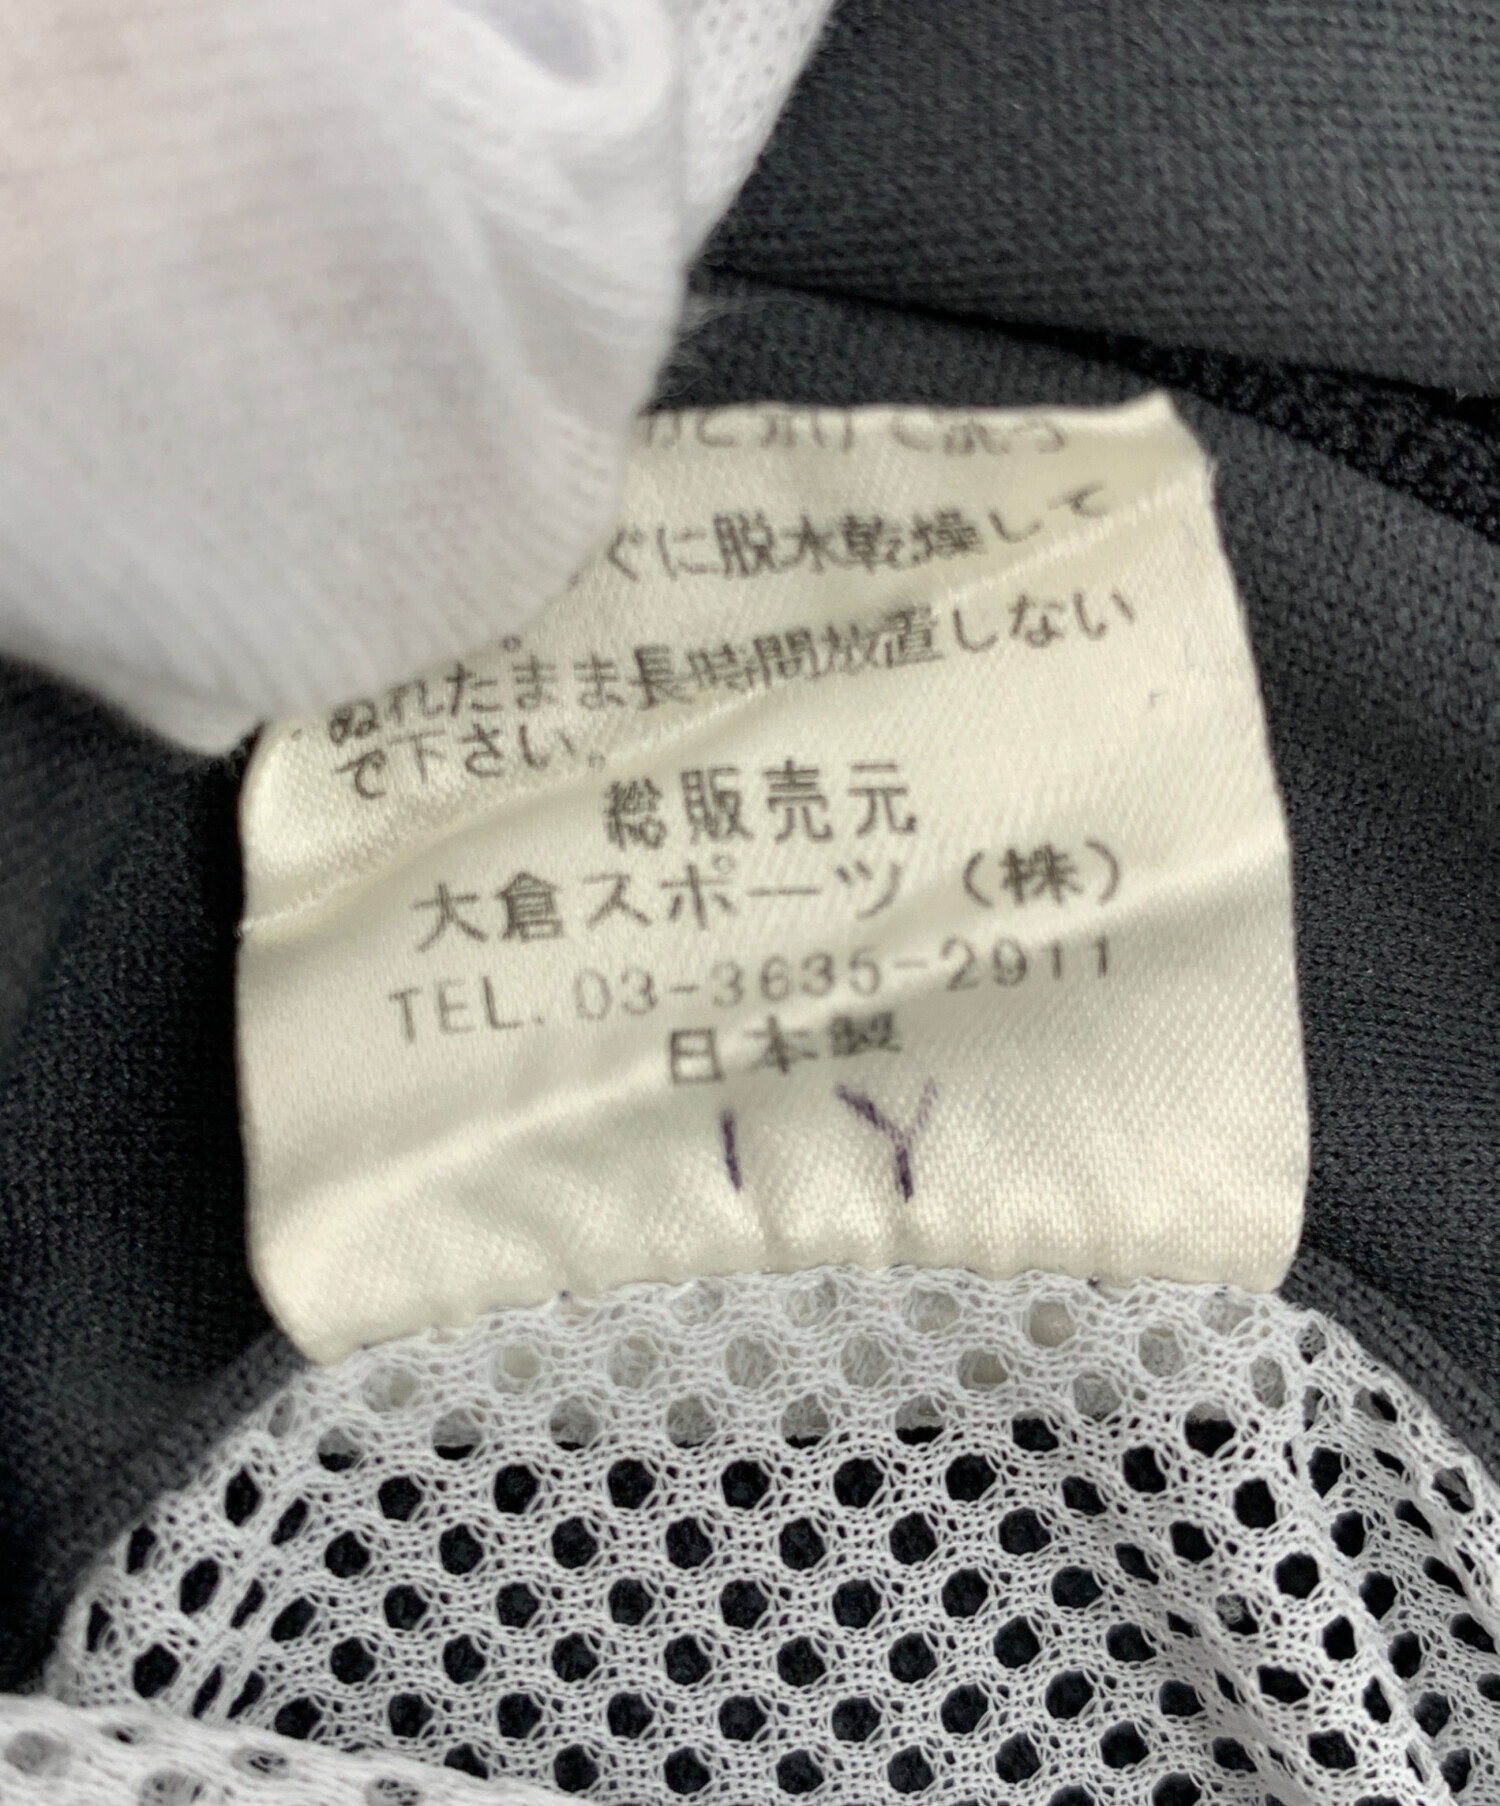 ぐに脱水乾燥して
。
ぬれたまま長時間放置しない
で下さい。
総販売元
大倉スポーツ（株）
TEL. 03-3635-2911
日本製
I Y